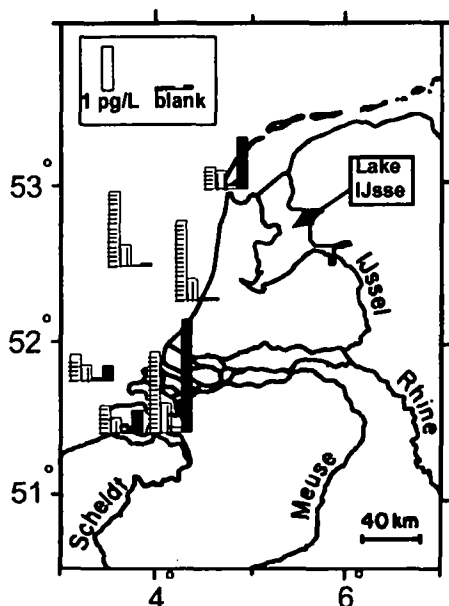 1 pg/L blank
53°
Lake
IJsse
IJssel
52°
Rhine
51°
Scheldt
Meuse
40 km
4° 6°